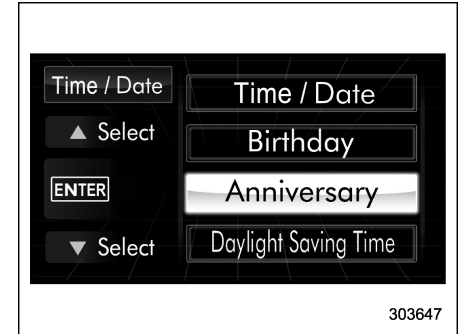 Time / Date
▲ Select
ENTER
▼ Select
Time / Date
Birthday
Anniversary
Daylight Saving Time
303647